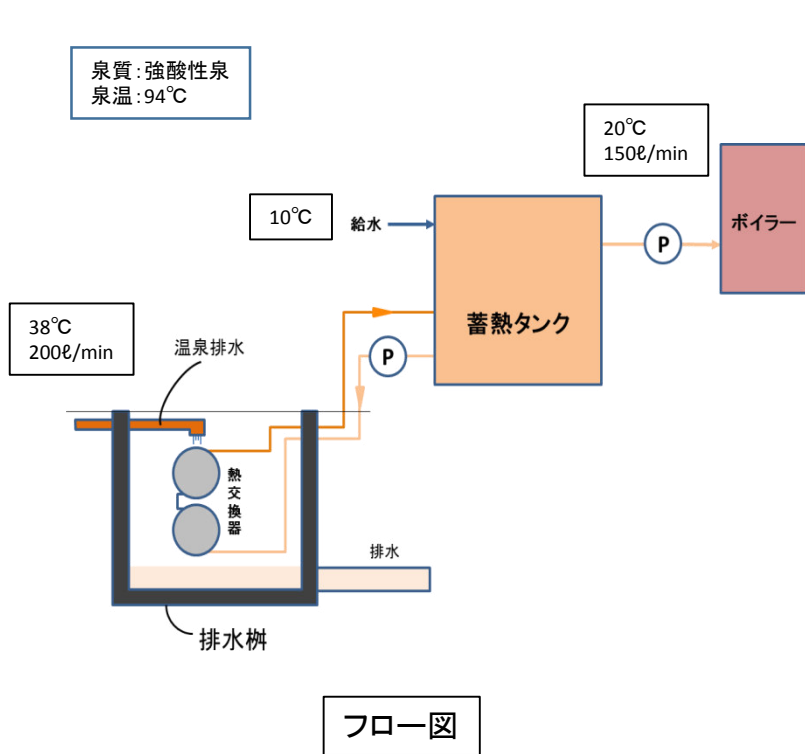 泉質：強酸性泉
泉温：94℃
20℃
150ℓ/min
ボイラー
10℃
給水
P
蓄熱タンク
38℃
200ℓ/min
温泉排水
P
熱交換器
排水
排水桝
フロー図